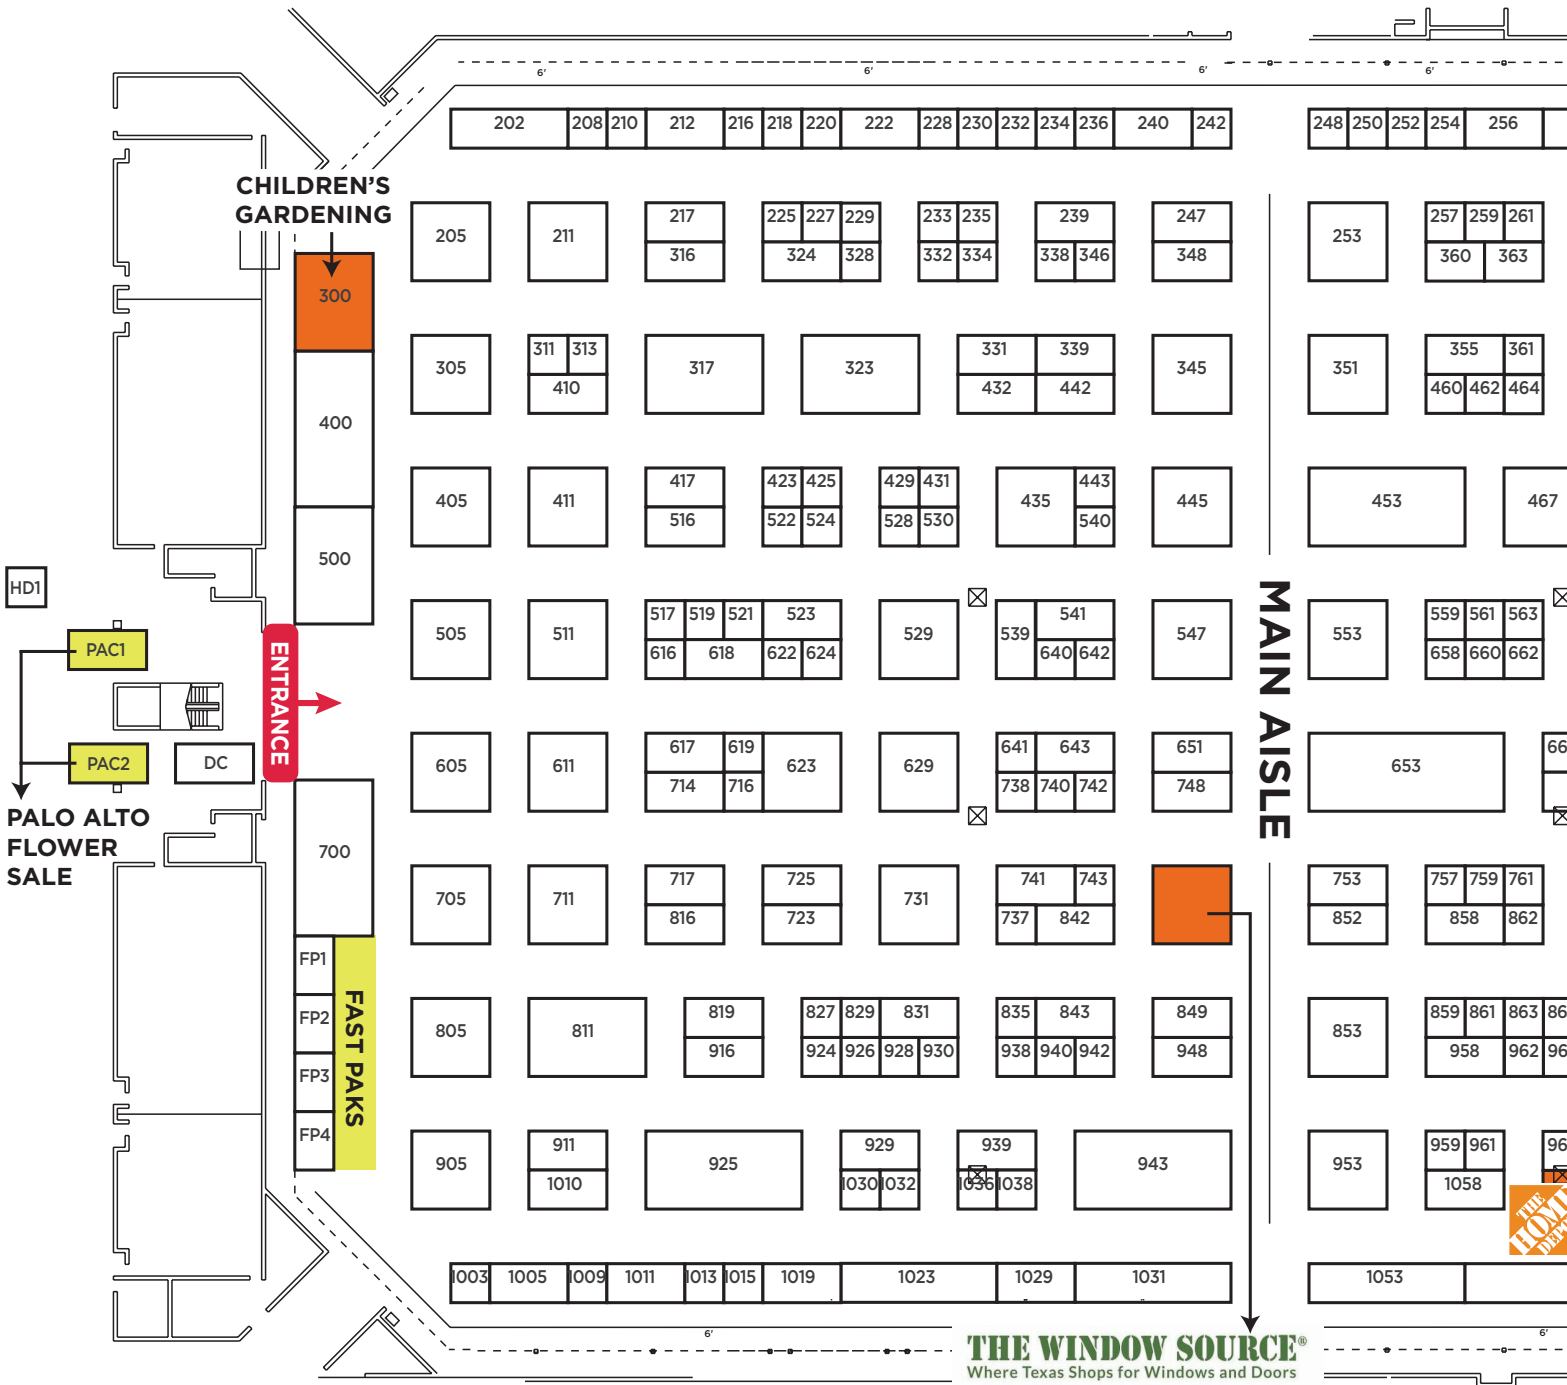 6' 6' 6' 6'
202 208 210 212 216 218 220 222 228 230 232 234 236 240 242 248 250 252 254 256
CHILDREN'S
GARDENING
217 225 227 229 233 235 239 247 257 259 261
205 211 253
316 324 328 332 334 338 346 348 360 363
300
311 313 331 339 355 361
305 317 323 345 351
410 432 442 460 462 464
400
417 423 425 429 431 443
405 411 435 445 453 467
516 522 524 528 530 540
500
HD1
517 519 521 523 541 559 561 563
505 511 529 539 547 553
616 618 622 624 640 642 658 660 662
PAC1
ENTRANCE
MAIN AISLE
617 619 641 643 651
605 611 623 629 653
714 716 738 740 742 748
PAC2 DC
PALO ALTO
FLOWER
SALE
700
717 725 741 743 753 757 759 761
705 711 731
816 723 737 842 852 858 862
FP1
FP2
FP3
FP4
FAST PAKS
819 827 829 831 835 843 849 859 861 863
805 811 853
916 924 926 928 930 938 940 942 948 958 962
911 929 939 959 961
905 925 943 953
1010 1030 1032 1036 1038 1058
THE
HOME
DEPOT
1003 1005 1009 1011 1013 1015 1019 1023 1029 1031 1053
6' 6'
THE WINDOW SOURCE®
Where Texas Shops for Windows and Doors